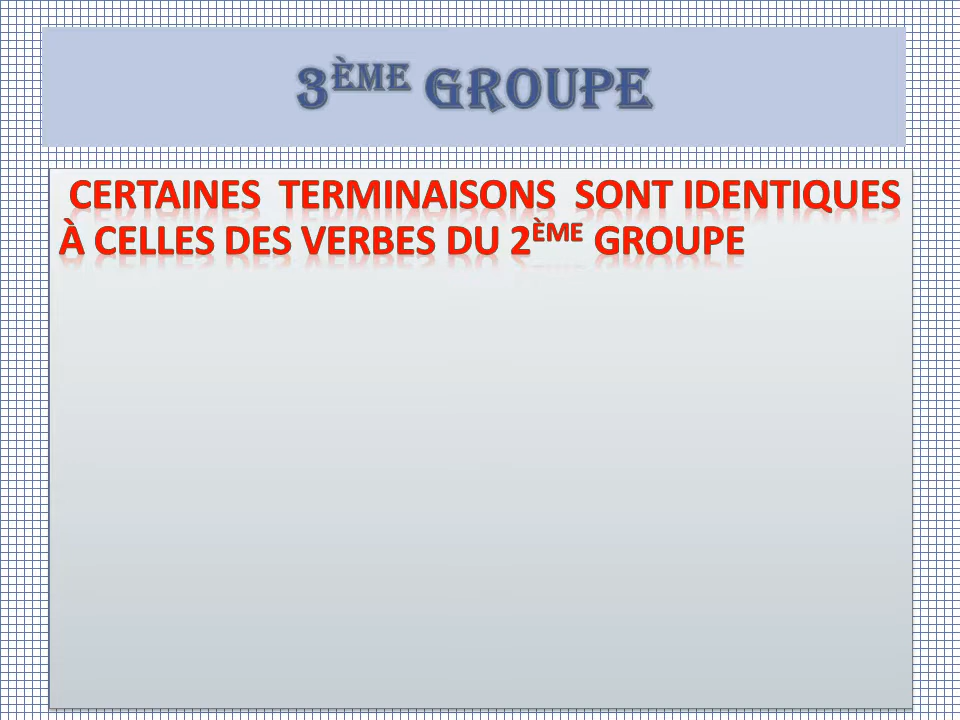 3ÈME GROUPE
CERTAINES TERMINAISONS SONT IDENTIQUES
À CELLES DES VERBES DU 2ÈME GROUPE